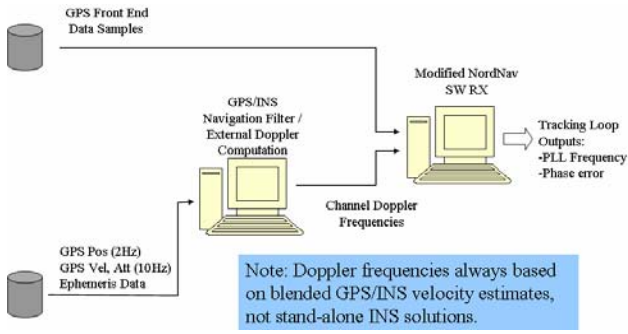 GPS Front End
Data Samples
Modified NordNav
SW RX
GPS/INS
Navigation Filter /
External Doppler
Computation
Tracking Loop
Outputs:
-PLL Frequency
-Phase error
Channel Doppler
Frequencies
GPS Pos (2Hz)
GPS Vel, Att (10Hz)
Ephemeris Data
Note: Doppler frequencies always based
on blended GPS/INS velocity estimates,
not stand-alone INS solutions.